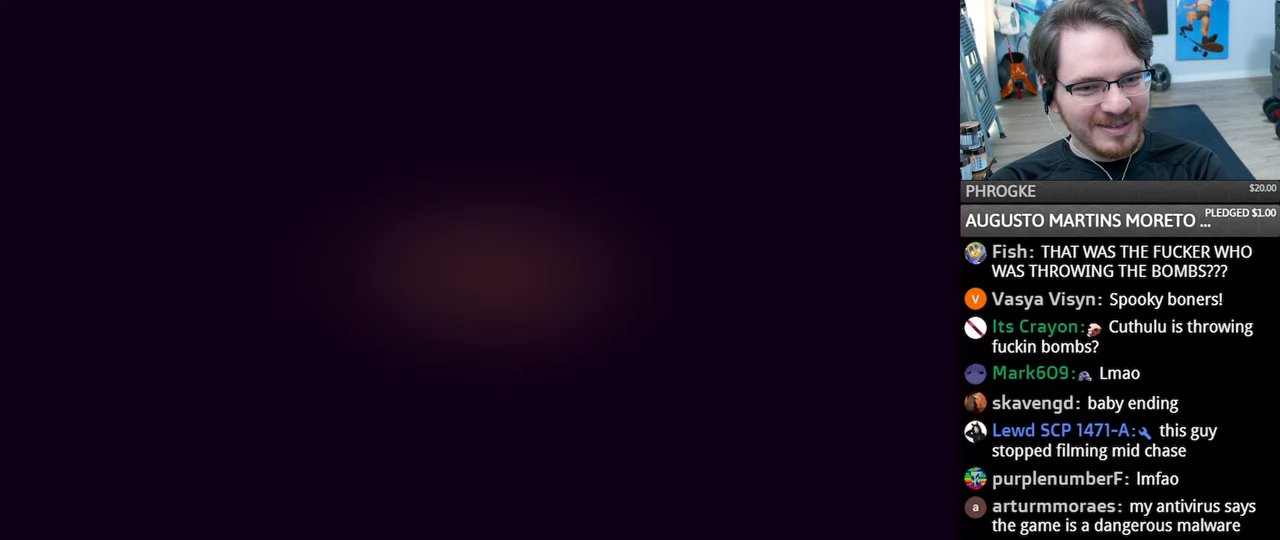 PHROGKE
$20.00
AUGUSTO MARTINS MORETO ...
PLEDGED $1.00
Fish: THAT WAS THE FUCKER WHO
WAS THROWING THE BOMBS???
V
Vasya Visyn: Spooky boners!
Its Crayon: Cuthulu is throwing
fuckin bombs?
Mark609: Lmao
skavengd: baby ending
Lewd SCP 1471-A: this guy
stopped filming mid chase
purplenumberF: lmfao
a
arturmmoraes: my antivirus says
the game is a dangerous malware